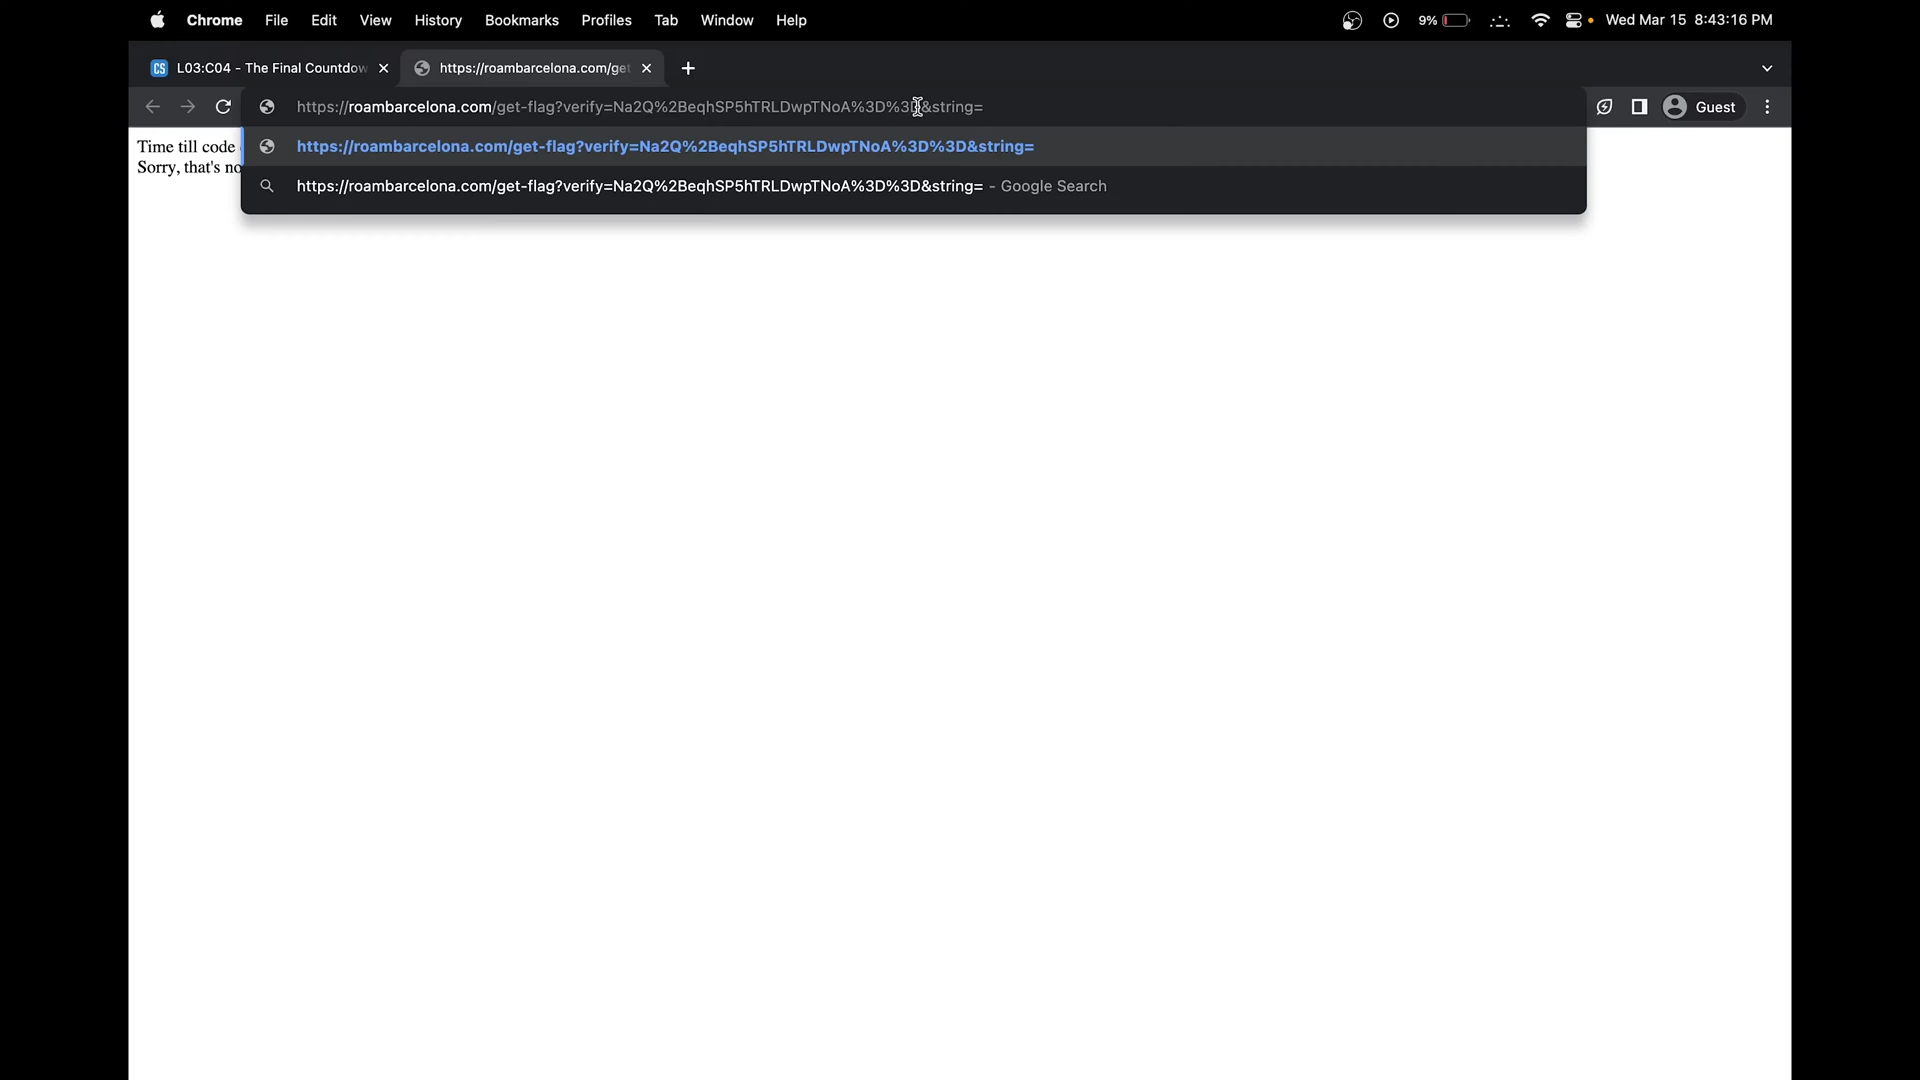 Chrome File Edit View History Bookmarks Profiles Tab Window Help 9% Wed Mar 15 8:43:16 PM
CS L03:C04 - The Final Countdow https://roambarcelona.com/get
https://roambarcelona.com/get-flag?verify=Na2Q%2BeqhSP5hTRLDwpTNoA%3D%3D&string= Guest
https://roambarcelona.com/get-flag?verify=Na2Q%2BeqhSP5hTRLDwpTNoA%3D%3D&string=
https://roambarcelona.com/get-flag?verify=Na2Q%2BeqhSP5hTRLDwpTNoA%3D%3D&string= - Google Search
Time till code
Sorry, that's no